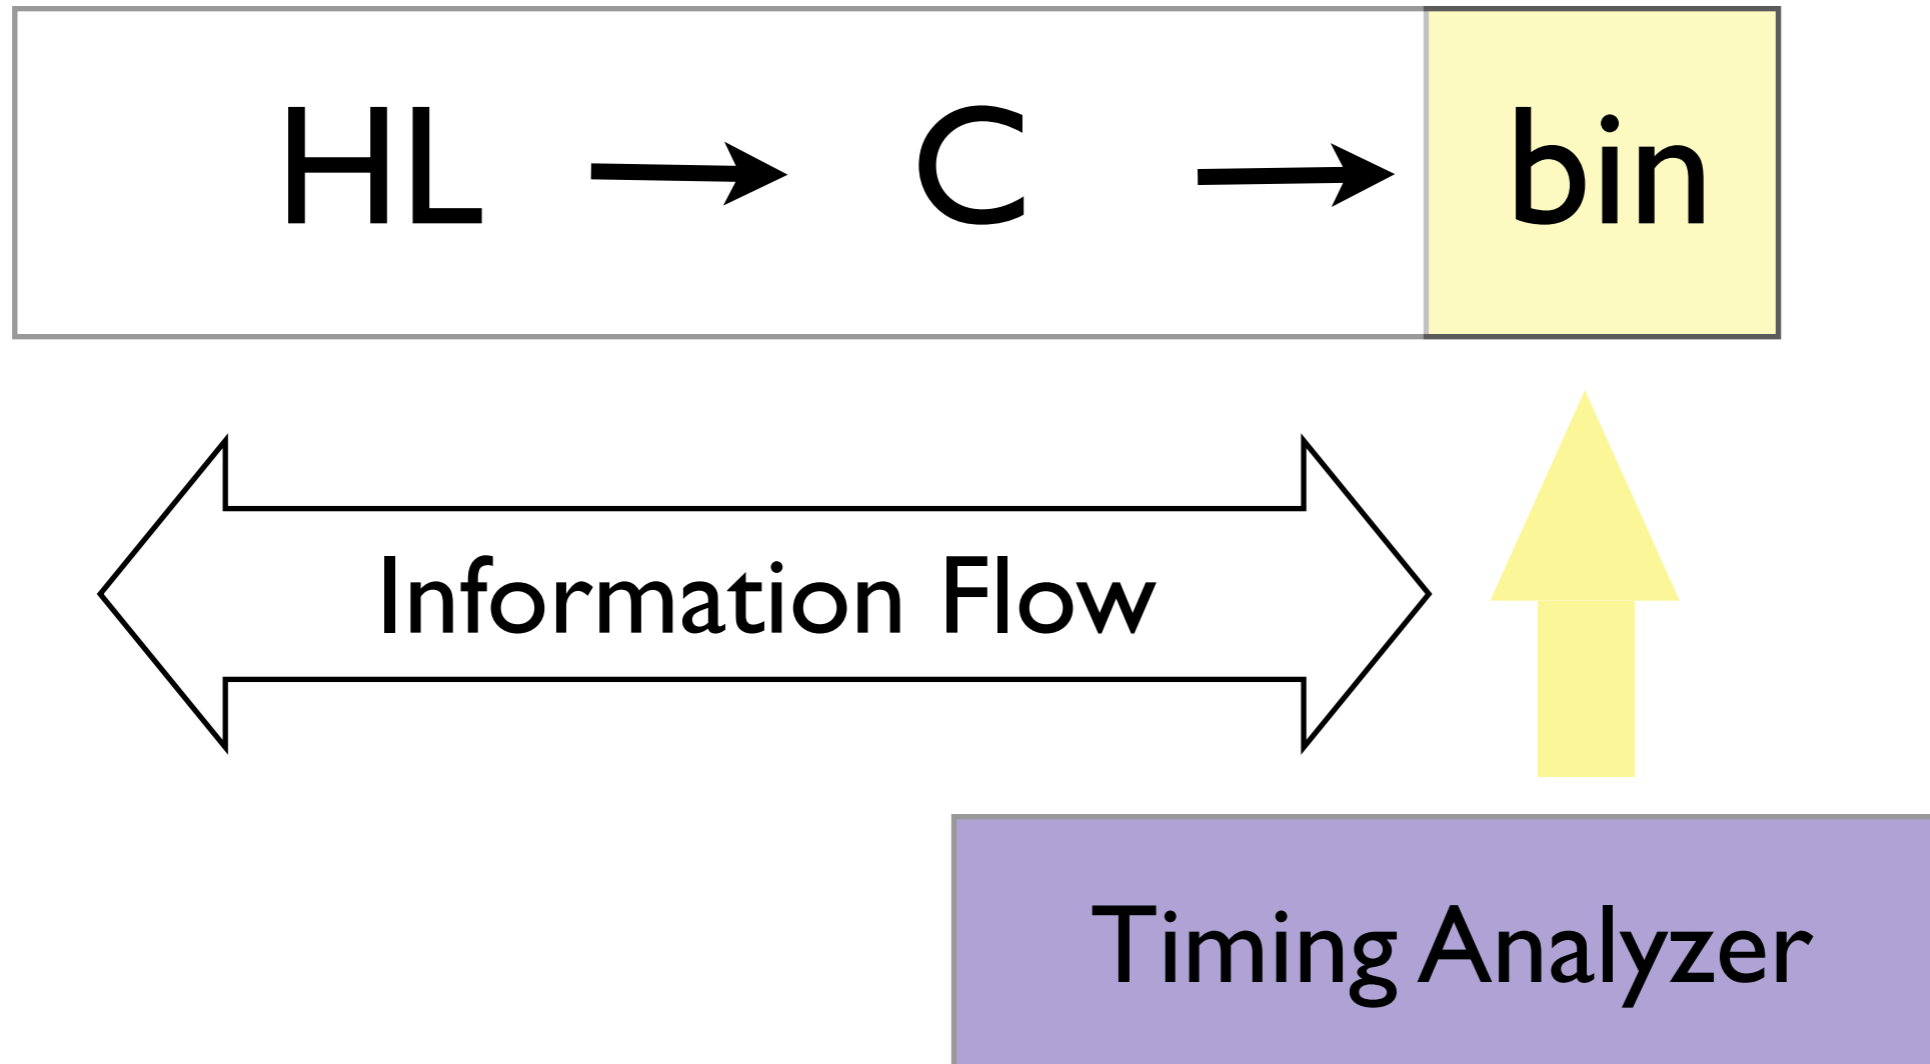 HL → C → bin
Information Flow
Timing Analyzer